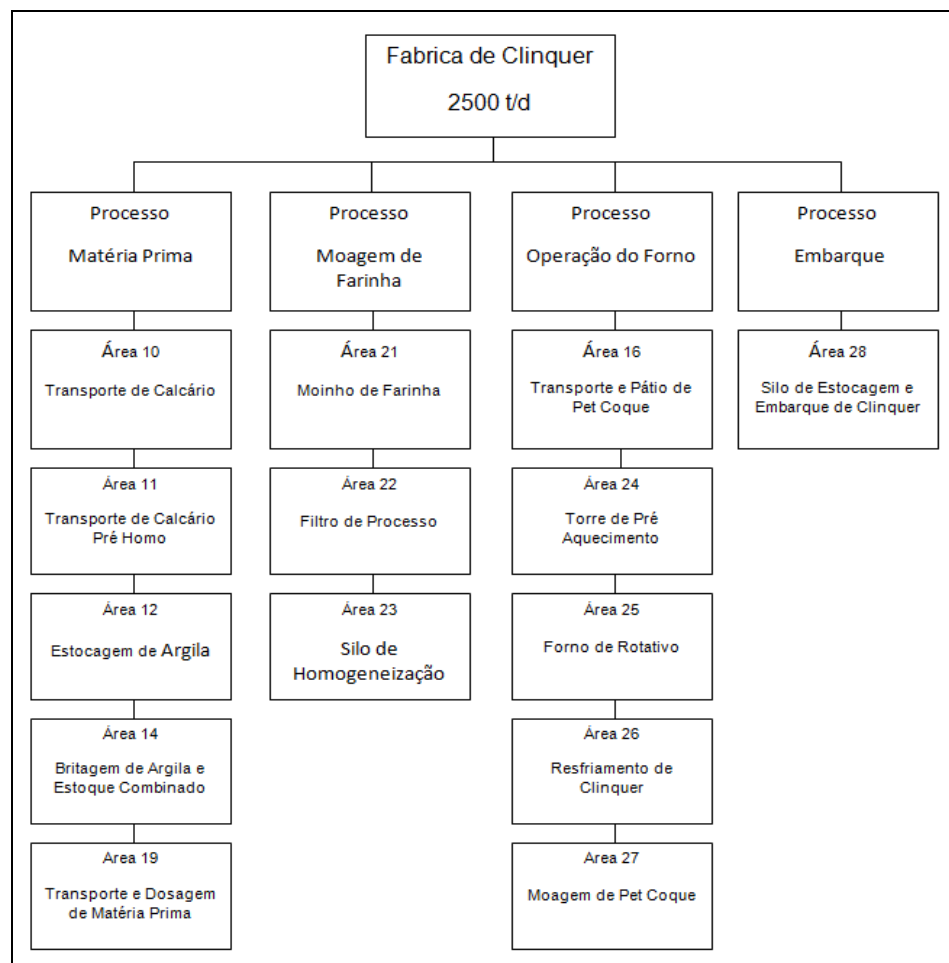 Fabrica de Clinquer
2500 t/d
Processo
Matéria Prima
Processo
Moagem de
Farinha
Processo
Operação do Forno
Processo
Embarque
Área 10
Transporte de Calcário
Área 21
Moinho de Farinha
Área 16
Transporte e Pátio de
Pet Coque
Área 28
Silo de Estocagem e
Embarque de Clinquer
Área 11
Transporte de Calcário
Pré Homo
Área 22
Filtro de Processo
Área 24
Torre de Pré
Aquecimento
Área 12
Estocagem de Argila
Área 23
Silo de
Homogeneização
Área 25
Forno de Rotativo
Área 14
Britagem de Argila e
Estoque Combinado
Área 26
Resfriamento de
Clinquer
Area 19
Transporte e Dosagem
de Matéria Prima
Area 27
Moagem de Pet Coque